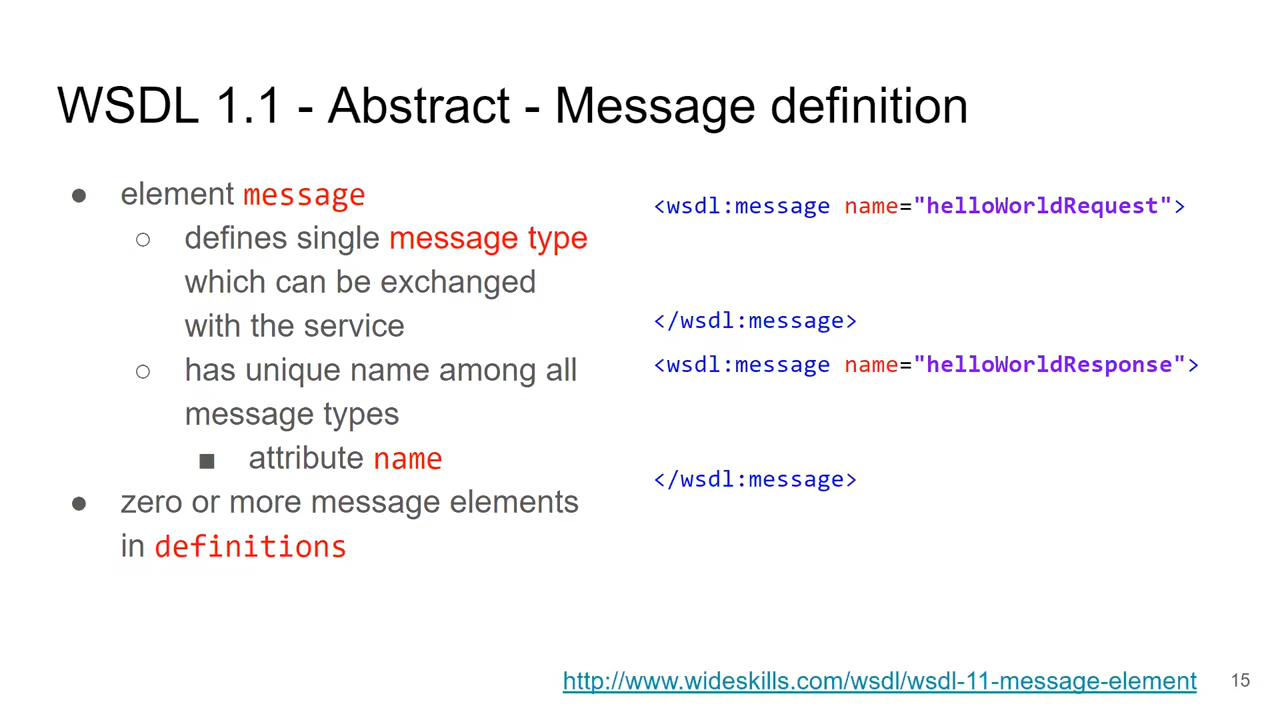 WSDL 1.1 - Abstract - Message definition
● element message
○ defines single message type
which can be exchanged
with the service
○ has unique name among all
message types
■ attribute name
● zero or more message elements
in definitions
<wsdl:message name="helloWorldRequest">
</wsdl:message>
<wsdl:message name="helloWorldResponse">
</wsdl:message>
http://www.wideskills.com/wsdl/wsdl-11-message-element
15